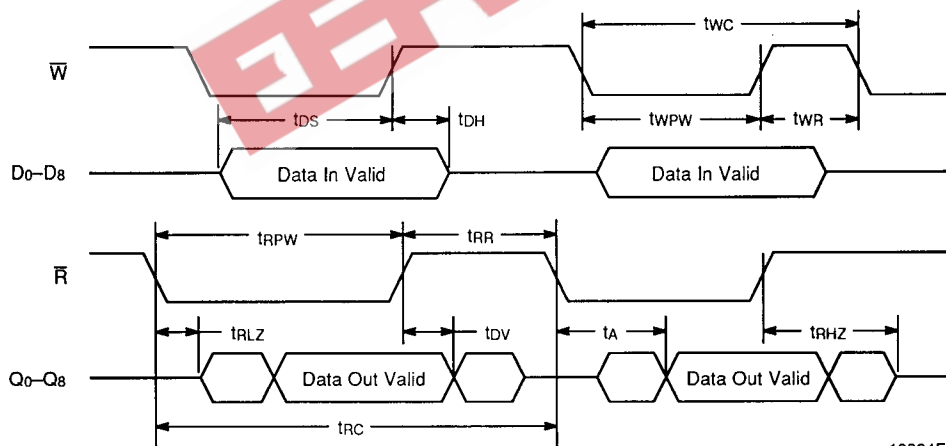 tWC
W̅
tDS
tDH
tWPW
tWR
D0–D8
Data In Valid
Data In Valid
tRPW
tRR
R̅
tRLZ
tDV
tA
tRHZ
Q0–Q8
Data Out Valid
Data Out Valid
tRC